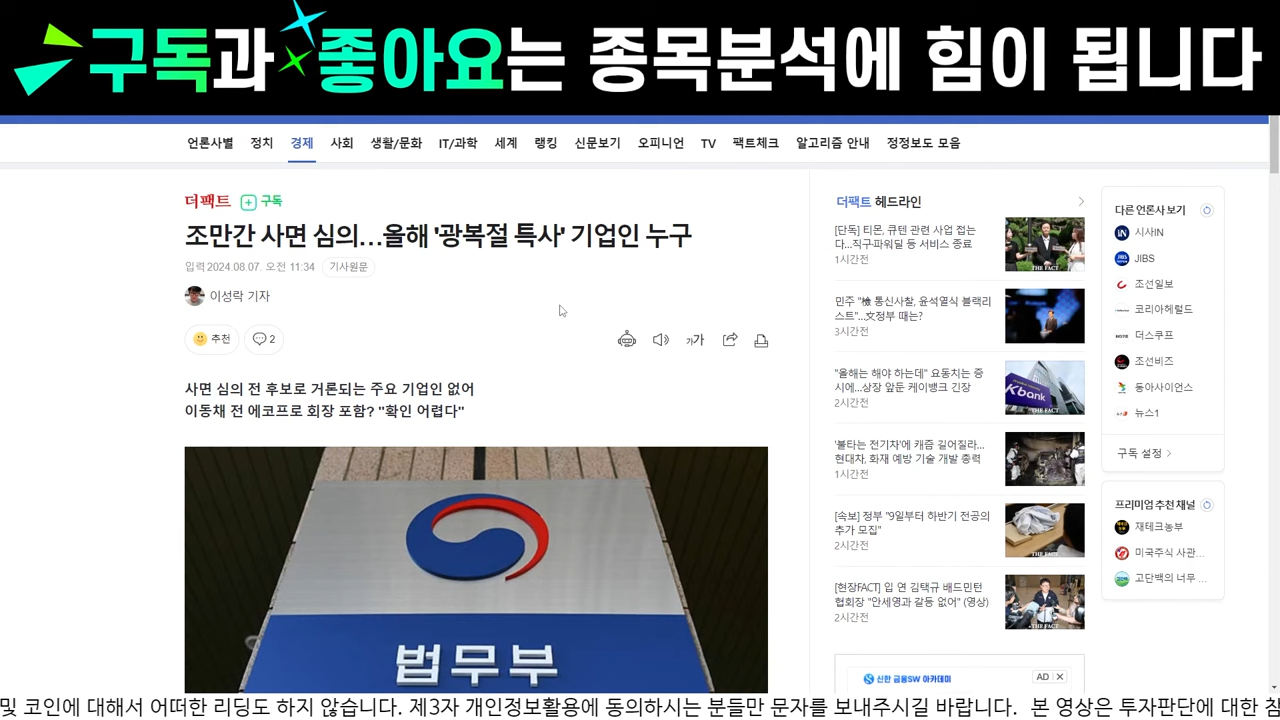 구독과 좋아요는 종목분석에 힘이 됩니다
언론사별 정치 경제 사회 생활/문화 IT/과학 세계 랭킹 신문보기 오피니언 TV 팩트체크 알고리즘 안내 정정보도 모음
더팩트 구독
조만간 사면 심의…올해 '광복절 특사' 기업인 누구
입력 2024.08.07. 오전 11:34 기사원문
이성락 기자
추천 2
가가
사면 심의 전 후보로 거론되는 주요 기업인 없어
이동채 전 에코프로 회장 포함? "확인 어렵다"
법무부
더팩트 헤드라인
[단독] 티몬, 큐텐 관련 사업 접는
다…직구·파워딜 등 서비스 종료
1시간전
THE FACT
민주 "檢 통신사찰, 윤석열식 블랙리
스트"…文정부 때는?
3시간전
"올해는 해야 하는데" 요동치는 증
시에…상장 앞둔 케이뱅크 긴장
2시간전
Kbank
THE FACT
'불타는 전기차'에 캐즘 길어질라…
현대차, 화재 예방 기술 개발 총력
1시간전
THE FACT
[속보] 정부 "9일부터 하반기 전공의
추가 모집"
2시간전
THE FACT
[현장FACT] 입 연 김택규 배드민턴
협회장 "안세영과 갈등 없어" (영상)
2시간전
THE FACT
신한 금융SW 아카데미
AD
다른 언론사 보기
시사IN
JIBS
조선일보
코리아헤럴드
더스쿠프
조선비즈
동아사이언스
뉴스1
구독 설정
프리미엄 추천 채널
재테크농부
미국주식 사관...
고단백의 너무 ...
및 코인에 대해서 어떠한 리딩도 하지 않습니다. 제3자 개인정보활용에 동의하시는 분들만 문자를 보내주시길 바랍니다. 본 영상은 투자판단에 대한 참